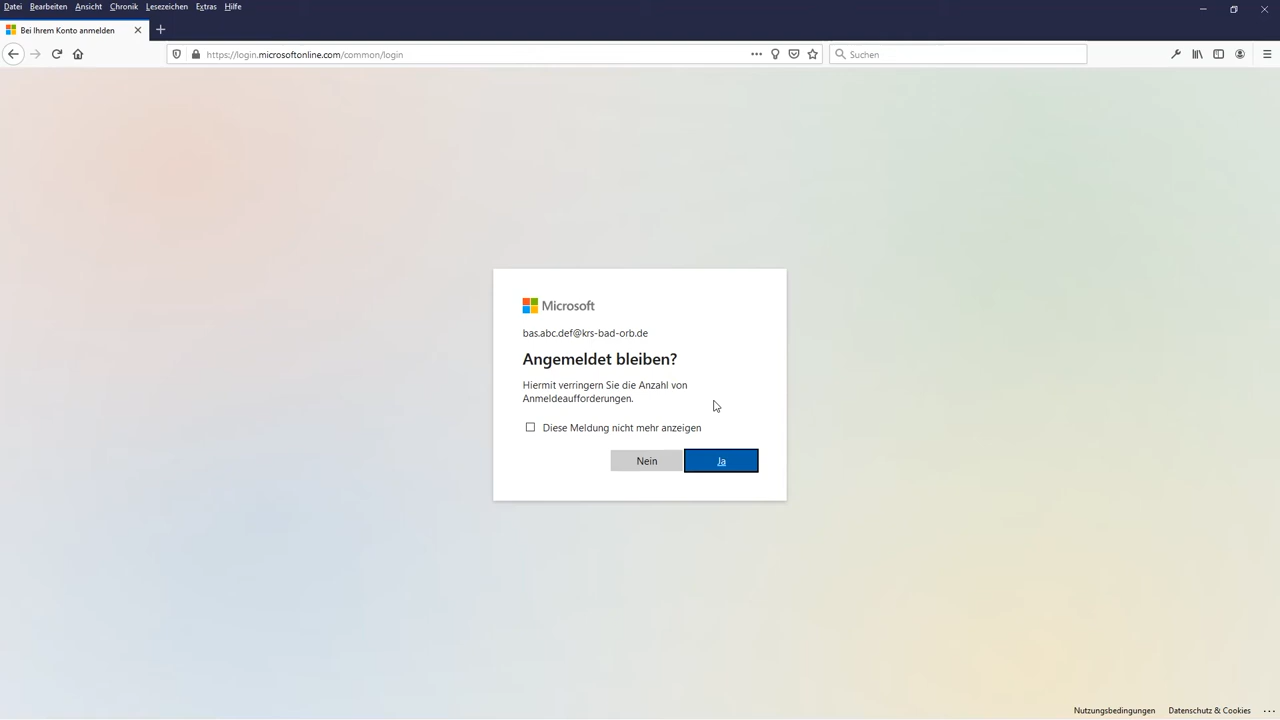 Datei Bearbeiten Ansicht Chronik Lesezeichen Extras Hilfe
Bei Ihrem Konto anmelden
https://login.microsoftonline.com/common/login
Suchen
Microsoft
bas.abc.def@krs-bad-orb.de
Angemeldet bleiben?
Hiermit verringern Sie die Anzahl von
Anmeldeaufforderungen.
Diese Meldung nicht mehr anzeigen
Nein Ja
Nutzungsbedingungen Datenschutz & Cookies ...